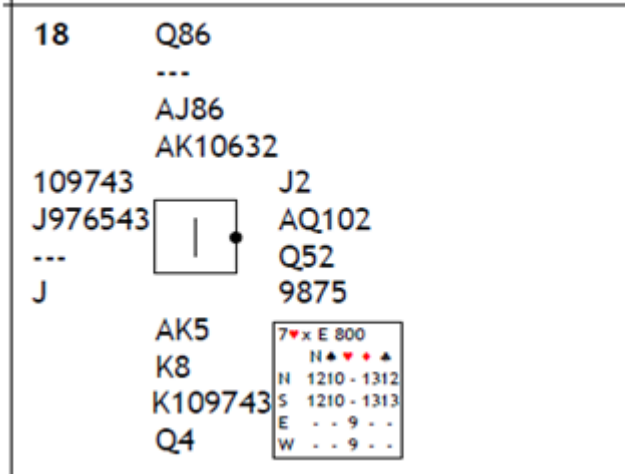 18 Q86
---
AJ86
AK10632
109743 J2
J976543 AQ102
--- Q52
J 9875
AK5
K8
K109743
Q4
7♥x E 800
N ♠ ♥ ♦ ♣
N 1210 - 1312
S 1210 - 1313
E - - 9 - -
W - - 9 - -